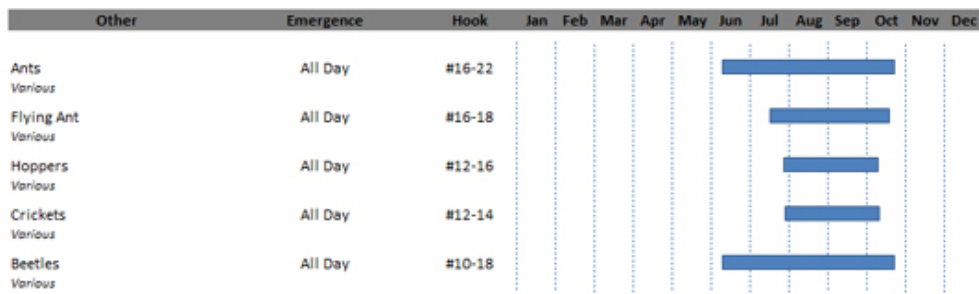 Other Emergence Hook Jan Feb Mar Apr May Jun Jul Aug Sep Oct Nov Dec
Ants All Day #16-22
Various
Flying Ant All Day #16-18
Various
Hoppers All Day #12-16
Various
Crickets All Day #12-14
Various
Beetles All Day #10-18
Various